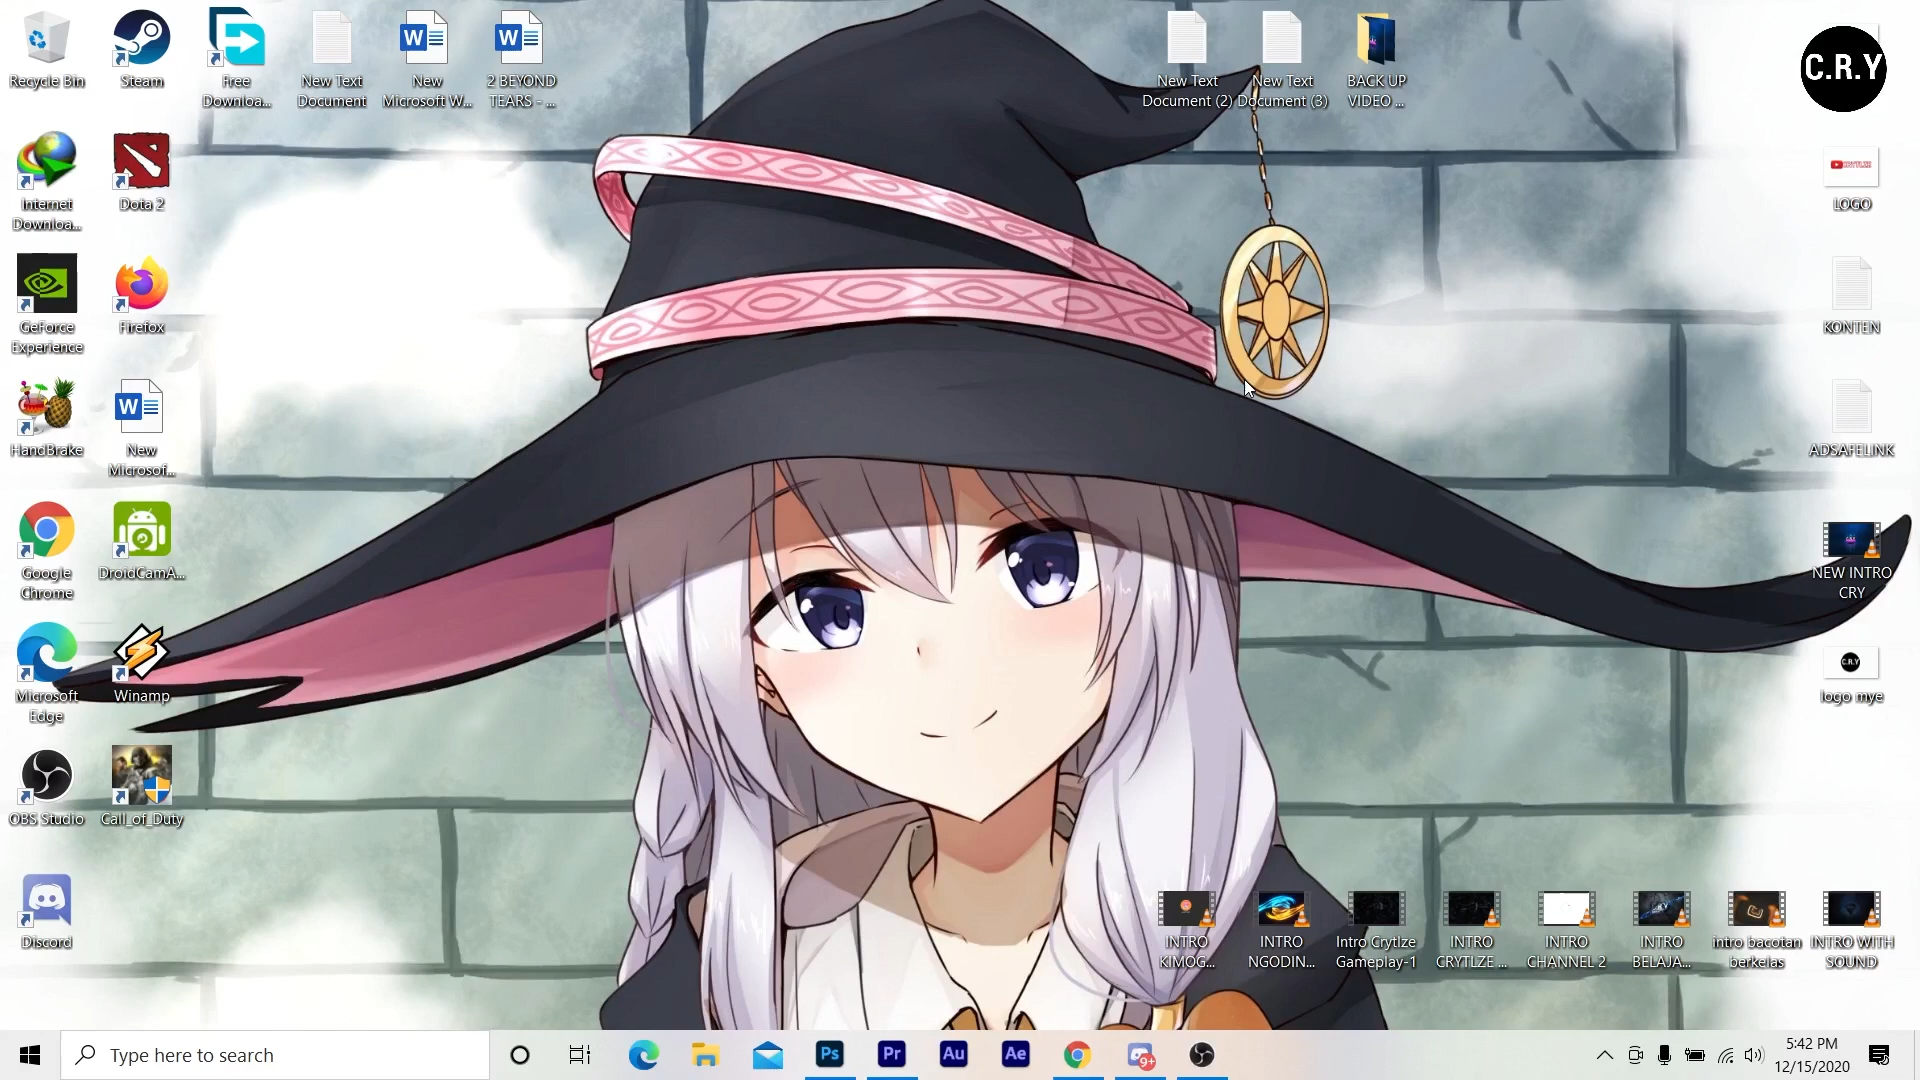 Recycle Bin
Steam
Free
Downloa...
New Text
Document
New
Microsoft W...
2 BEYOND
TEARS - ...
New Text
Document (2)
New Text
Document (3)
BACK UP
VIDEO ...
C.R.Y
Internet
Downloa...
Dota 2
LOGO
GeForce
Experience
Firefox
KONTEN
HandBrake
W
New
Microsof...
ADSAFELINK
Google
Chrome
DroidCamA...
NEW INTRO
CRY
Microsoft
Edge
Winamp
C.R.Y
logo mye
OBS Studio
Call_of_Duty
Discord
INTRO
KIMOG...
INTRO
NGODIN...
Intro Crytlze
Gameplay-1
INTRO
CRYTLZE ...
INTRO
CHANNEL 2
INTRO
BELAJA...
intro bacotan
berkelas
INTRO WITH
SOUND
Type here to search
Ps
Pr
Au
Ae
9+
5:42 PM
12/15/2020